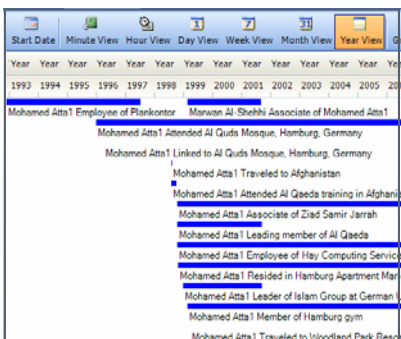 Start Date Minute View Hour View Day View Week View Month View Year View G
Year Year Year Year Year Year Year Year Year Year Year Year Year Ye
1993 1994 1995 1996 1997 1998 1999 2000 2001 2002 2003 2004 2005 20
Mohamed Atta1 Employee of Plankontor Marwan Al-Shehhi Associate of Mohamed Atta1
Mohamed Atta1 Attended Al Quds Mosque, Hamburg, Germany
Mohamed Atta1 Linked to Al Quds Mosque, Hamburg, Germany
Mohamed Atta1 Traveled to Afghanistan
Mohamed Atta1 Attended Al Qaeda training in Afghani
Mohamed Atta1 Associate of Ziad Samir Jarrah
Mohamed Atta1 Leading member of Al Qaeda
Mohamed Atta1 Employee of Hay Computing Service
Mohamed Atta1 Resided in Hamburg Apartment Mar
Mohamed Atta1 Leader of Islam Group at German U
Mohamed Atta1 Member of Hamburg gym
Mohamed Atta1 Traveled to Woodland Park Resor